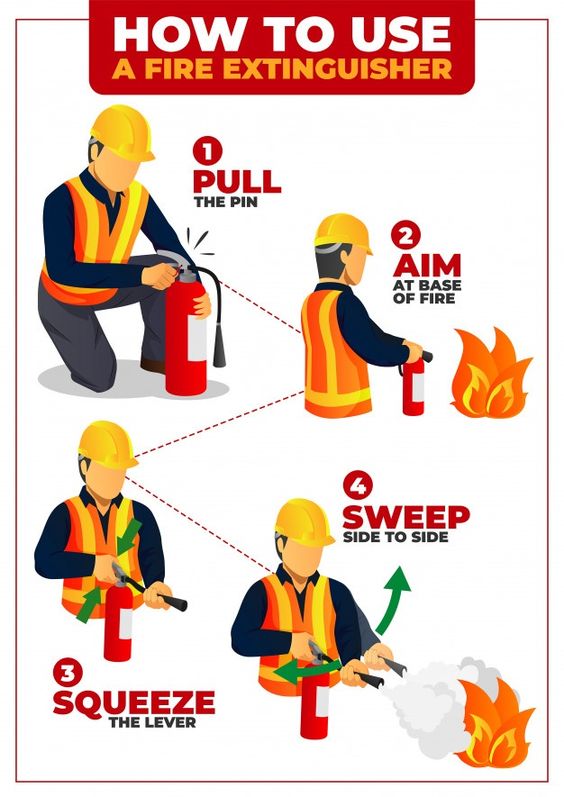 HOW TO USE
A FIRE EXTINGUISHER
1
PULL
THE PIN
2
AIM
AT BASE
OF FIRE
3
SQUEEZE
THE LEVER
4
SWEEP
SIDE TO SIDE